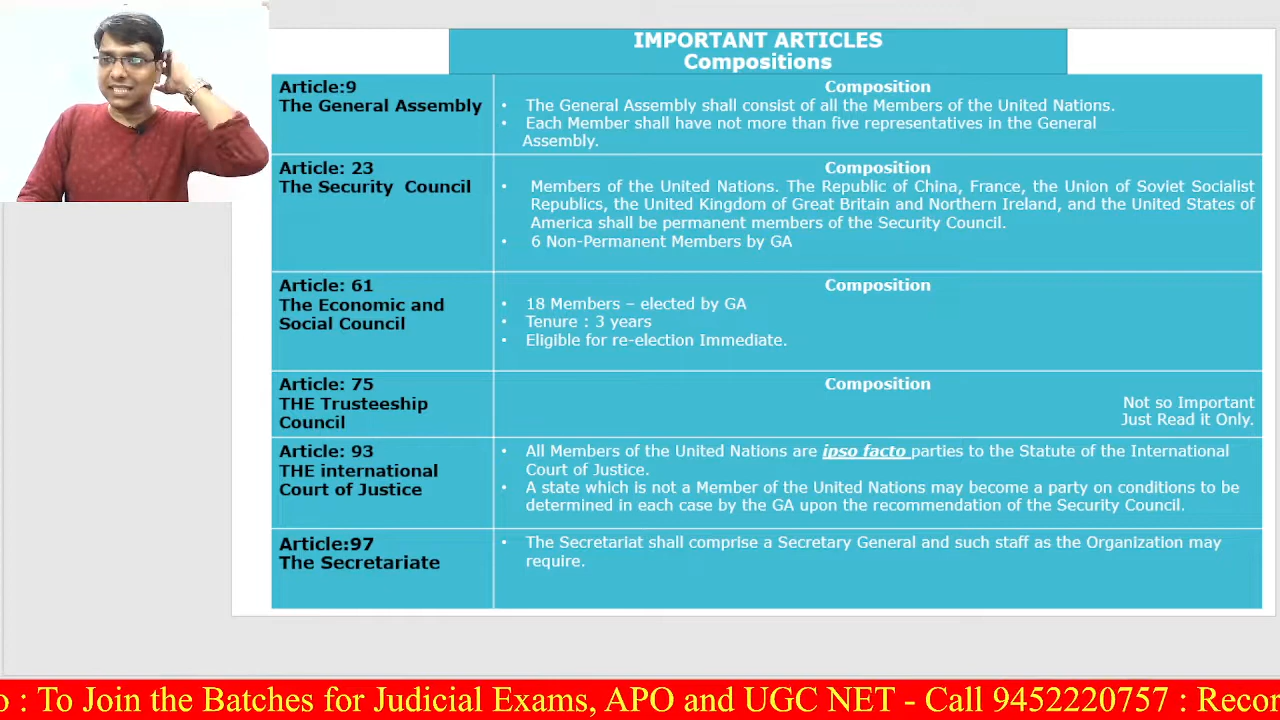 IMPORTANT ARTICLES
Compositions
Article:9
The General Assembly
Composition
• The General Assembly shall consist of all the Members of the United Nations.
• Each Member shall have not more than five representatives in the General
Assembly.
Article: 23
The Security Council
Composition
• Members of the United Nations. The Republic of China, France, the Union of Soviet Socialist
Republics, the United Kingdom of Great Britain and Northern Ireland, and the United States of
America shall be permanent members of the Security Council.
• 6 Non-Permanent Members by GA
Article: 61
The Economic and
Social Council
Composition
• 18 Members – elected by GA
• Tenure : 3 years
• Eligible for re-election Immediate.
Article: 75
THE Trusteeship
Council
Composition
Not so Important
Just Read it Only.
Article: 93
THE international
Court of Justice
• All Members of the United Nations are ipso facto parties to the Statute of the International
Court of Justice.
• A state which is not a Member of the United Nations may become a party on conditions to be
determined in each case by the GA upon the recommendation of the Security Council.
Article:97
The Secretariate
• The Secretariat shall comprise a Secretary General and such staff as the Organization may
require.
o : To Join the Batches for Judicial Exams, APO and UGC NET - Call 9452220757 : Recor